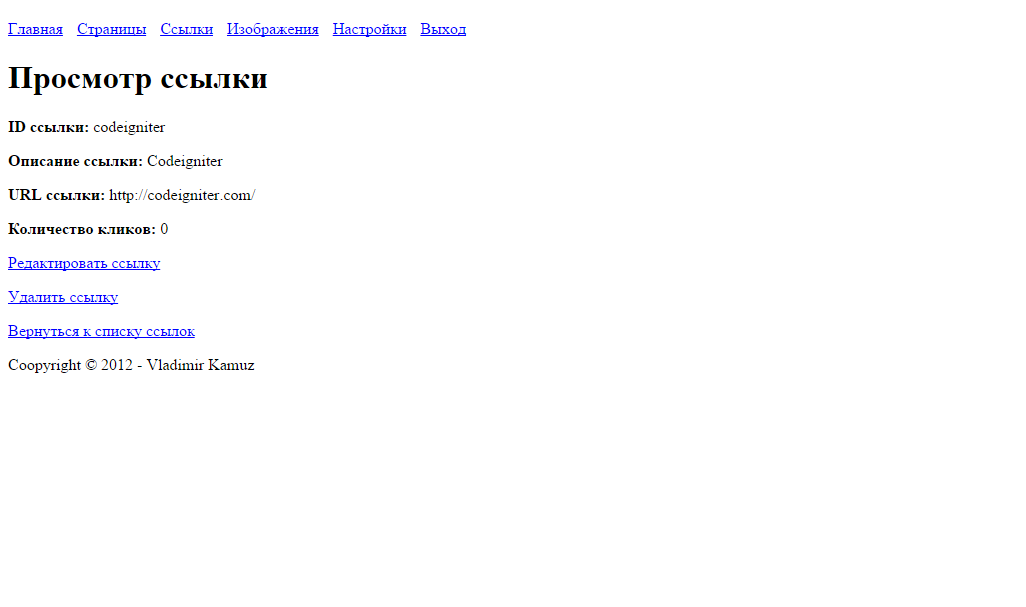 Главная Страницы Ссылки Изображения Настройки Выход
Просмотр ссылки
ID ссылки: codeigniter
Описание ссылки: Codeigniter
URL ссылки: http://codeigniter.com/
Количество кликов: 0
Редактировать ссылку
Удалить ссылку
Вернуться к списку ссылок
Coopyright © 2012 - Vladimir Kamuz